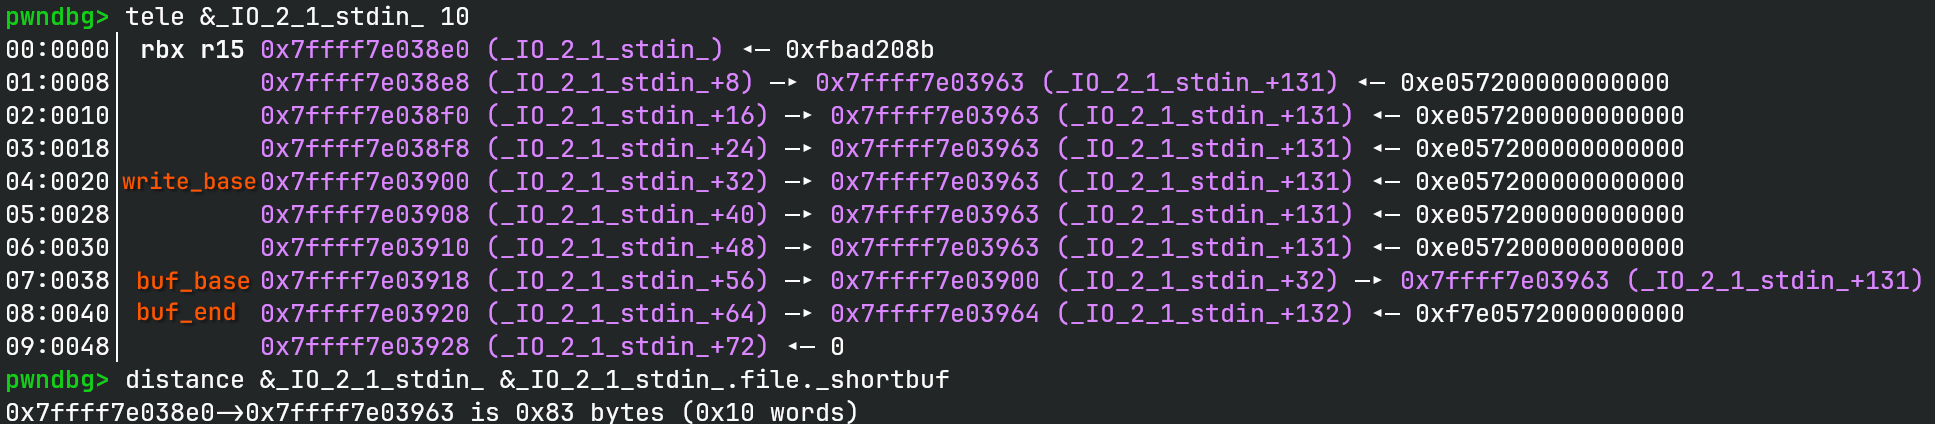 pwndbg> tele &_IO_2_1_stdin_ 10
00:0000│ rbx r15 0x7ffff7e038e0 (_IO_2_1_stdin_) ◂— 0xfbad208b
01:0008│ 0x7ffff7e038e8 (_IO_2_1_stdin_+8) —▸ 0x7ffff7e03963 (_IO_2_1_stdin_+131) ◂— 0xe057200000000000
02:0010│ 0x7ffff7e038f0 (_IO_2_1_stdin_+16) —▸ 0x7ffff7e03963 (_IO_2_1_stdin_+131) ◂— 0xe057200000000000
03:0018│ 0x7ffff7e038f8 (_IO_2_1_stdin_+24) —▸ 0x7ffff7e03963 (_IO_2_1_stdin_+131) ◂— 0xe057200000000000
04:0020│ write_base 0x7ffff7e03900 (_IO_2_1_stdin_+32) —▸ 0x7ffff7e03963 (_IO_2_1_stdin_+131) ◂— 0xe057200000000000
05:0028│ 0x7ffff7e03908 (_IO_2_1_stdin_+40) —▸ 0x7ffff7e03963 (_IO_2_1_stdin_+131) ◂— 0xe057200000000000
06:0030│ 0x7ffff7e03910 (_IO_2_1_stdin_+48) —▸ 0x7ffff7e03963 (_IO_2_1_stdin_+131) ◂— 0xe057200000000000
07:0038│ buf_base 0x7ffff7e03918 (_IO_2_1_stdin_+56) —▸ 0x7ffff7e03900 (_IO_2_1_stdin_+32) —▸ 0x7ffff7e03963 (_IO_2_1_stdin_+131)
08:0040│ buf_end 0x7ffff7e03920 (_IO_2_1_stdin_+64) —▸ 0x7ffff7e03964 (_IO_2_1_stdin_+132) ◂— 0xf7e0572000000000
09:0048│ 0x7ffff7e03928 (_IO_2_1_stdin_+72) ◂— 0
pwndbg> distance &_IO_2_1_stdin_ &_IO_2_1_stdin_.file._shortbuf
0x7ffff7e038e0->0x7ffff7e03963 is 0x83 bytes (0x10 words)